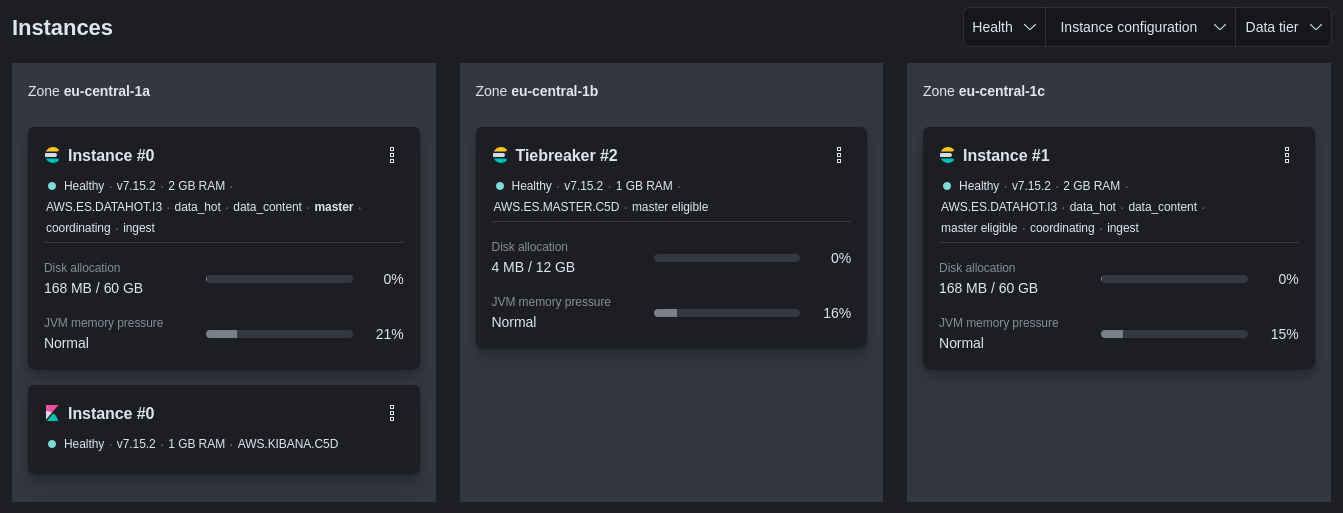 Instances
Health
Instance configuration
Data tier
Zone eu-central-1a
Instance #0
Healthy · v7.15.2 · 2 GB RAM ·
AWS.ES.DATAHOT.I3 · data_hot · data_content · master ·
coordinating · ingest
Disk allocation
168 MB / 60 GB
0%
JVM memory pressure
Normal
21%
Instance #0
Healthy · v7.15.2 · 1 GB RAM · AWS.KIBANA.C5D
Zone eu-central-1b
Tiebreaker #2
Healthy · v7.15.2 · 1 GB RAM ·
AWS.ES.MASTER.C5D · master eligible
Disk allocation
4 MB / 12 GB
0%
JVM memory pressure
Normal
16%
Zone eu-central-1c
Instance #1
Healthy · v7.15.2 · 2 GB RAM ·
AWS.ES.DATAHOT.I3 · data_hot · data_content ·
master eligible · coordinating · ingest
Disk allocation
168 MB / 60 GB
0%
JVM memory pressure
Normal
15%